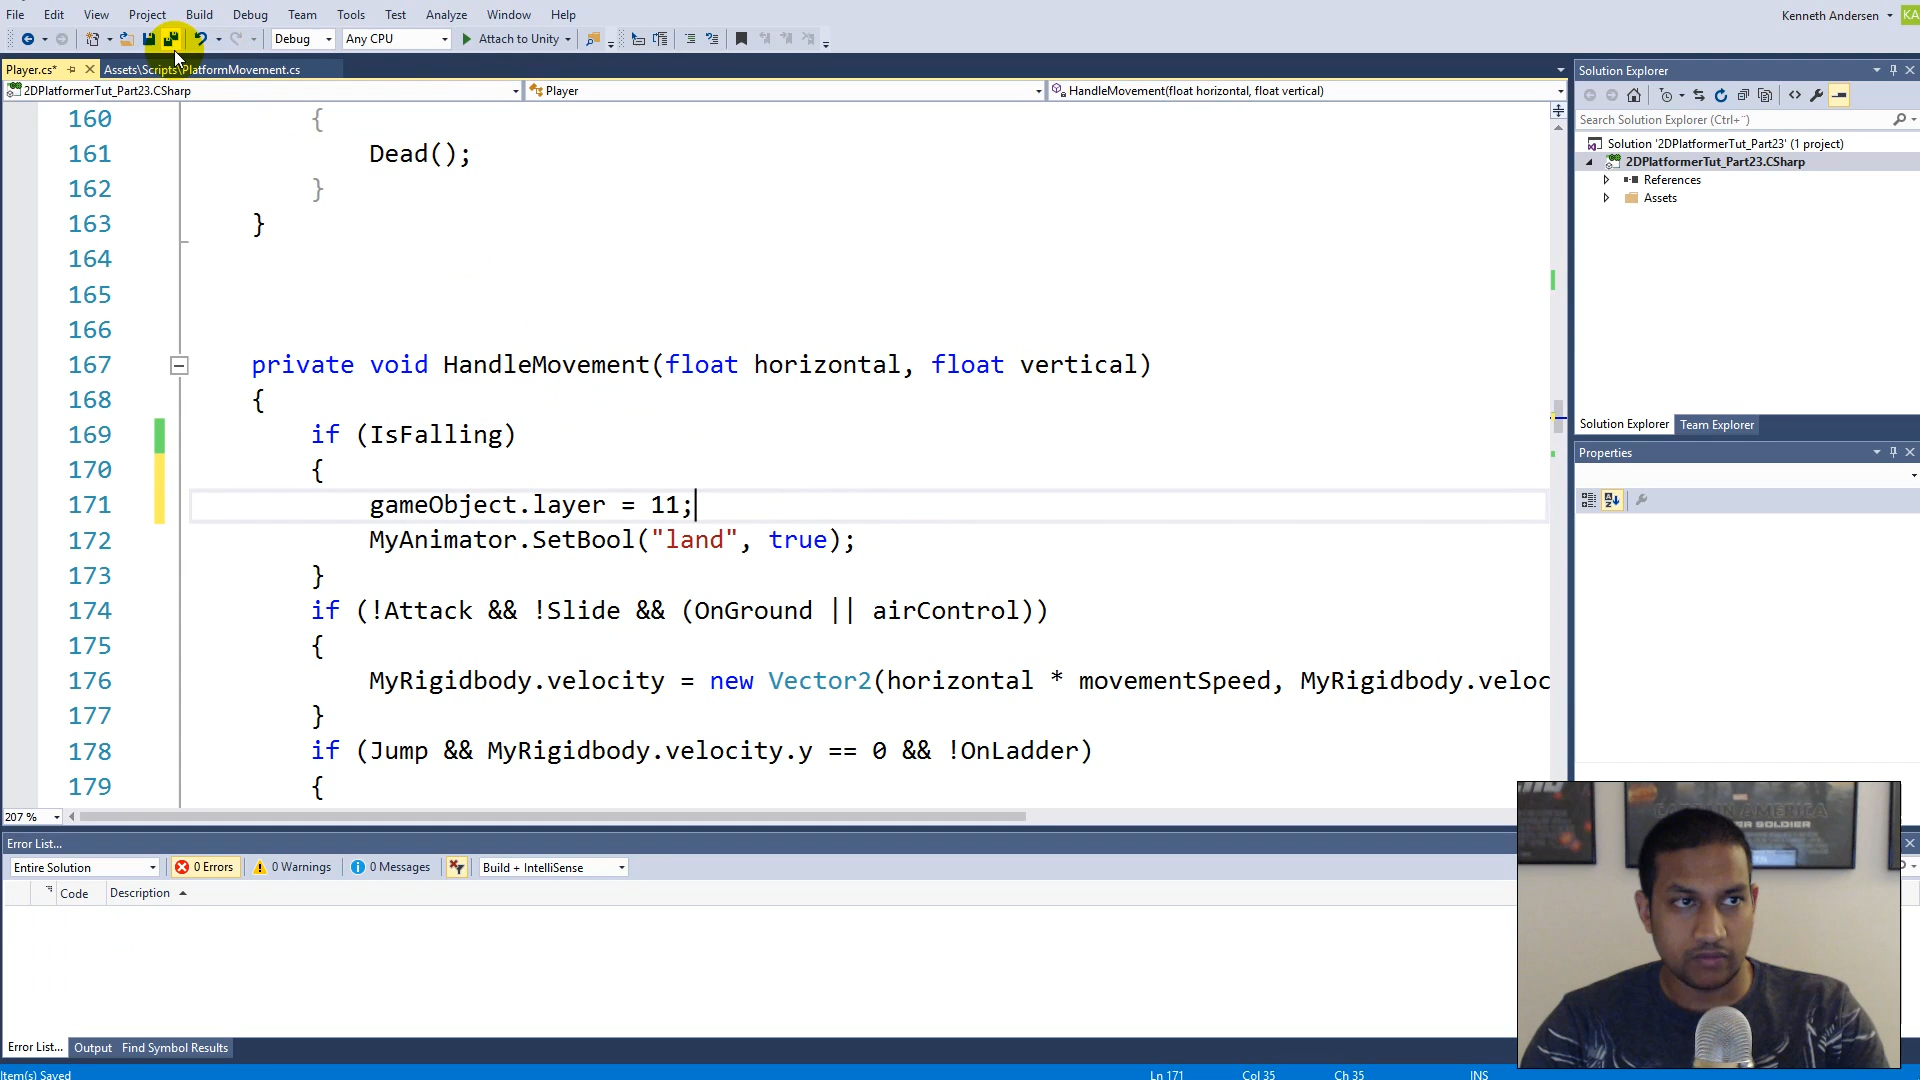 File Edit View Project Build Debug Team Tools Test Analyze Window Help
Kenneth Andersen KA
Debug Any CPU Attach to Unity
Player.cs* Assets\Scripts\PlatformMovement.cs
2DPlatformerTut_Part23.CSharp Player HandleMovement(float horizontal, float vertical)
160 {
161 Dead();
162 }
163 }
164
165
166
167 private void HandleMovement(float horizontal, float vertical)
168 {
169 if (IsFalling)
170 {
171 gameObject.layer = 11;
172 MyAnimator.SetBool("land", true);
173 }
174 if (!Attack && !Slide && (OnGround || airControl))
175 {
176 MyRigidbody.velocity = new Vector2(horizontal * movementSpeed, MyRigidbody.veloc
177 }
178 if (Jump && MyRigidbody.velocity.y == 0 && !OnLadder)
179 {
207 %
Solution Explorer
Search Solution Explorer (Ctrl+¨)
Solution '2DPlatformerTut_Part23' (1 project)
2DPlatformerTut_Part23.CSharp
References
Assets
Solution Explorer Team Explorer
Properties
Error List...
Entire Solution 0 Errors 0 Warnings 0 Messages Build + IntelliSense
Code Description
CAPTAIN AMERICA
SOLDIER
Error List... Output Find Symbol Results
Item(s) Saved Ln 171 Col 35 Ch 35 INS